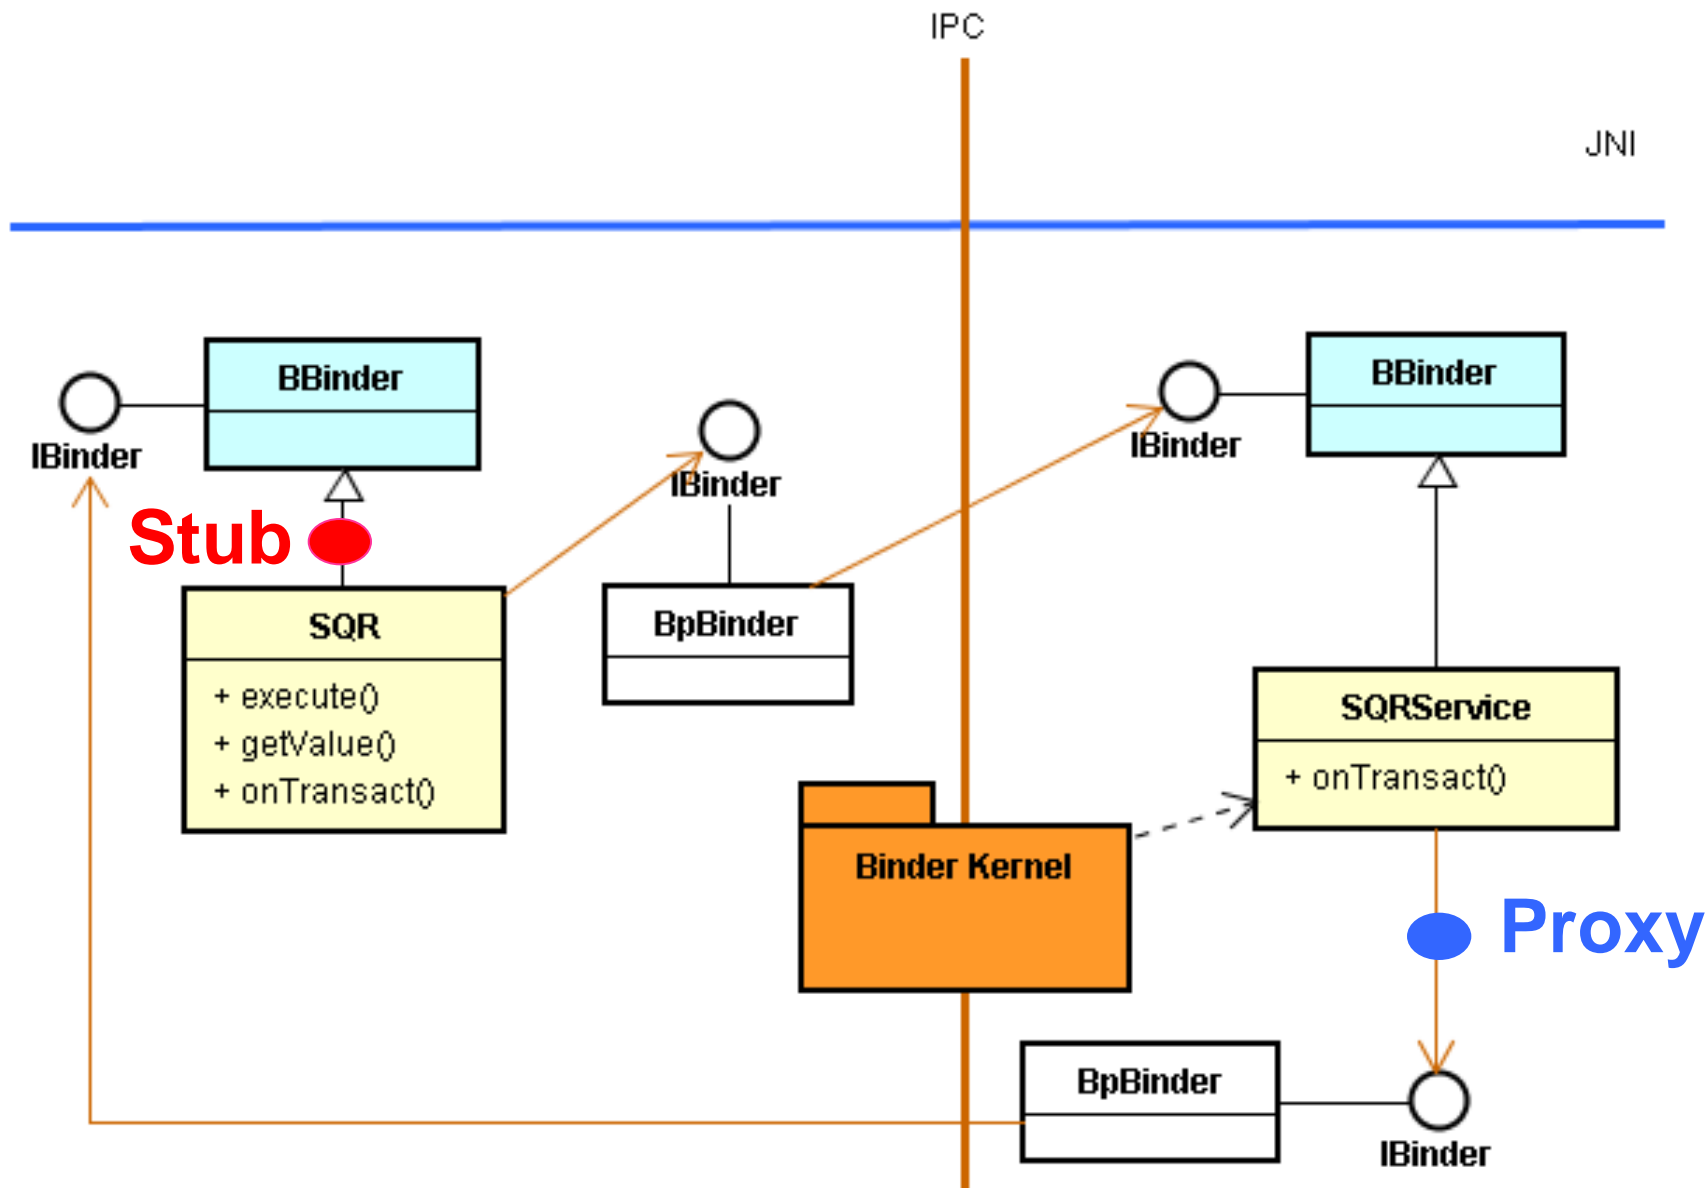 IPC
JNI
BBinder
IBinder
BBinder
IBinder
IBinder
Stub
SQR
+ execute()
+ getValue()
+ onTransact()
BpBinder
SQRService
+ onTransact()
Binder Kernel
Proxy
BpBinder
IBinder